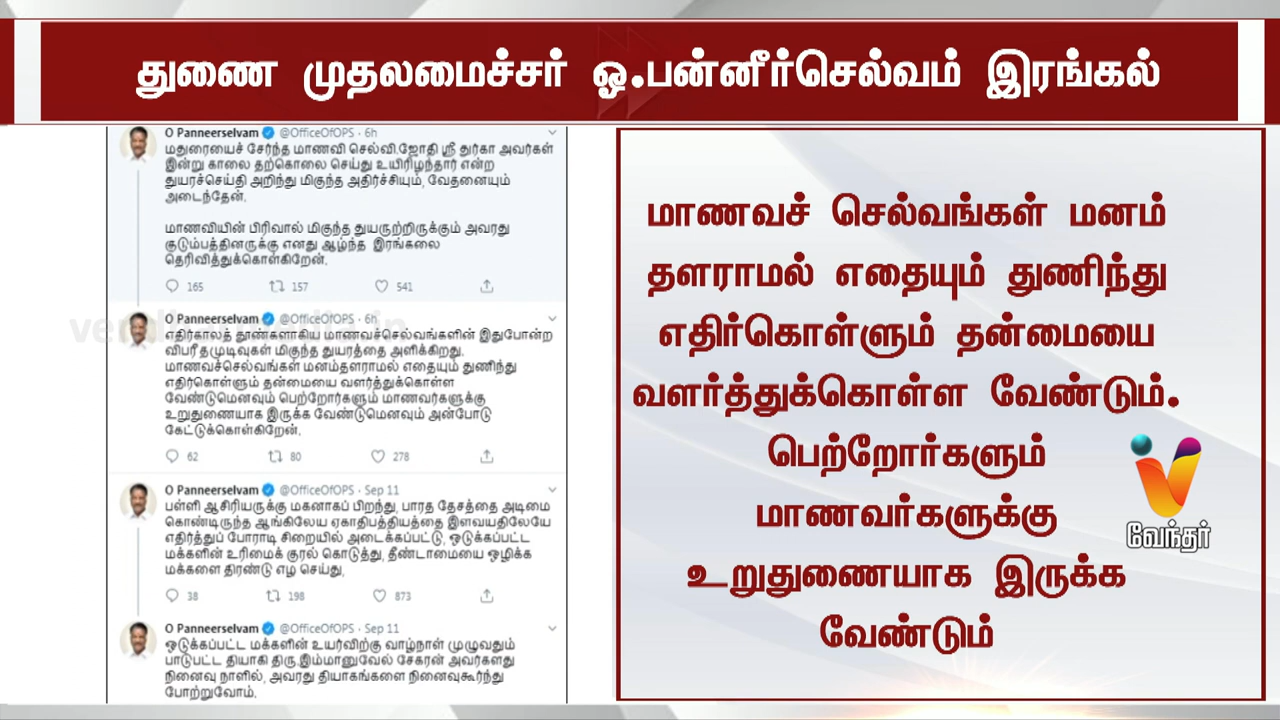 துணை முதலமைச்சர் ஓ.பன்னீர்செல்வம் இரங்கல்
O Panneerselvam @OfficeOfOPS · 6h
மதுரையைச் சேர்ந்த மாணவி செல்வி.ஜோதி ஸ்ரீ துர்கா அவர்கள்
இன்று காலை தற்கொலை செய்து உயிரிழந்தார் என்ற
துயரச்செய்தி அறிந்து மிகுந்த அதிர்ச்சியும், வேதனையும்
அடைந்தேன்.
மாணவியின் பிரிவால் மிகுந்த துயருற்றிருக்கும் அவரது
குடும்பத்தினருக்கு எனது ஆழ்ந்த இரங்கலை
தெரிவித்துக்கொள்கிறேன்.
165 157 541
O Panneerselvam @OfficeOfOPS · 6h
எதிர்காலத் தூண்களாகிய மாணவச்செல்வங்களின் இதுபோன்ற
விபரீதமுடிவுகள் மிகுந்த துயரத்தை அளிக்கிறது.
மாணவச்செல்வங்கள் மனம்தளராமல் எதையும் துணிந்து
எதிர்கொள்ளும் தன்மையை வளர்த்துக்கொள்ள
வேண்டுமெனவும் பெற்றோர்களும் மாணவர்களுக்கு
உறுதுணையாக இருக்க வேண்டுமெனவும் அன்போடு
கேட்டுக்கொள்கிறேன்.
62 80 278
O Panneerselvam @OfficeOfOPS · Sep 11
பள்ளி ஆசிரியருக்கு மகனாகப் பிறந்து, பாரத தேசத்தை அடிமை
கொண்டிருந்த ஆங்கிலேய ஏகாதிபத்தியத்தை இளவயதிலேயே
எதிர்த்துப் போராடி சிறையில் அடைக்கப்பட்டு, ஒடுக்கப்பட்ட
மக்களின் உரிமைக் குரல் கொடுத்து, தீண்டாமையை ஒழிக்க
மக்களை திரண்டு எழ செய்து,
38 198 873
O Panneerselvam @OfficeOfOPS · Sep 11
ஒடுக்கப்பட்ட மக்களின் உயர்விற்கு வாழ்நாள் முழுவதும்
பாடுபட்ட தியாகி திரு.இம்மானுவேல் சேகரன் அவர்களது
நினைவு நாளில், அவரது தியாகங்களை நினைவுகூர்ந்து
போற்றுவோம்.
மாணவச் செல்வங்கள் மனம்
தளராமல் எதையும் துணிந்து
எதிர்கொள்ளும் தன்மையை
வளர்த்துக்கொள்ள வேண்டும்.
பெற்றோர்களும்
மாணவர்களுக்கு
உறுதுணையாக இருக்க
வேண்டும்
வேந்தர்